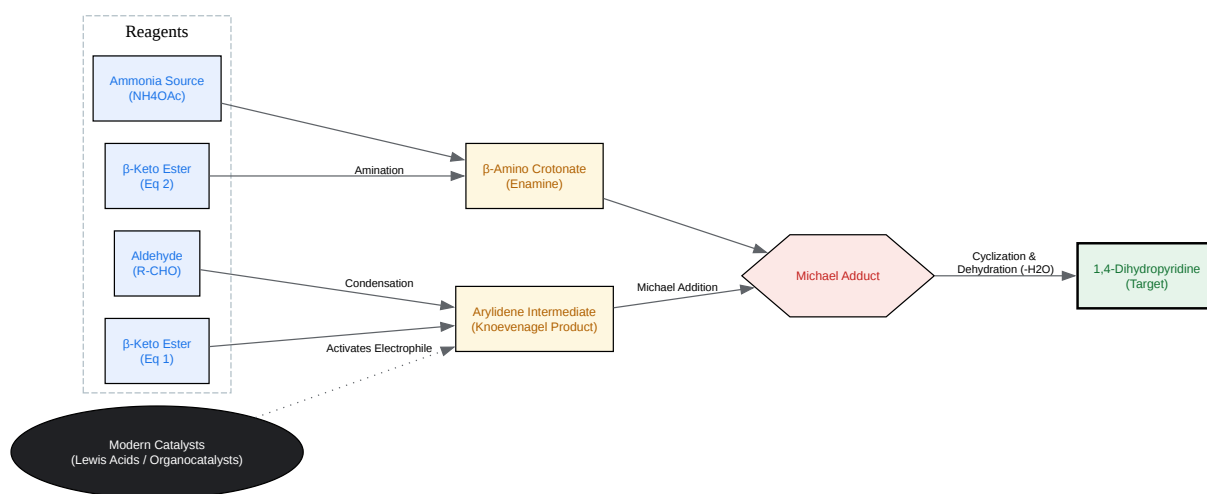 Reagents
Ammonia Source
(NH4OAc)
β-Keto Ester
(Eq 2)
Amination
β-Amino Crotonate
(Enamine)
Aldehyde
(R-CHO)
Condensation
Arylidene Intermediate
(Knoevenagel Product)
Michael Addition
Michael Adduct
Cyclization &
Dehydration (-H2O)
1,4-Dihydropyridine
(Target)
β-Keto Ester
(Eq 1)
Activates Electrophile
Modern Catalysts
(Lewis Acids / Organocatalysts)